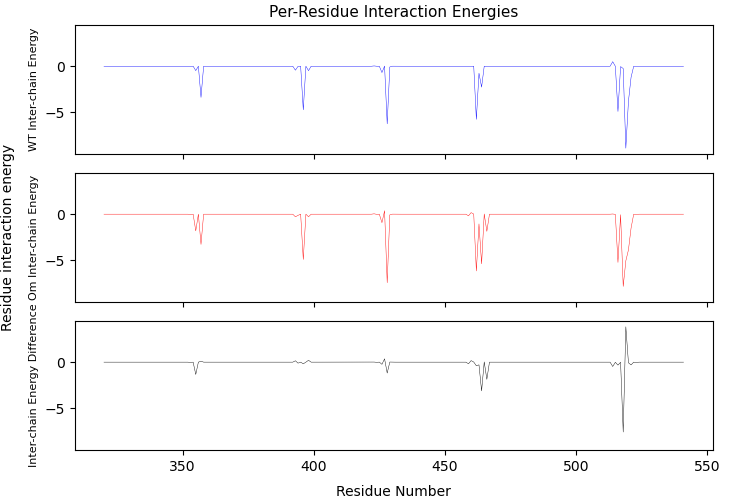 Per-Residue Interaction Energies
WT Inter-chain Energy
0
−5
Residue interaction energy
Om Inter-chain Energy
0
−5
Inter-chain Energy Difference
0
−5
350
400
450
500
550
Residue Number